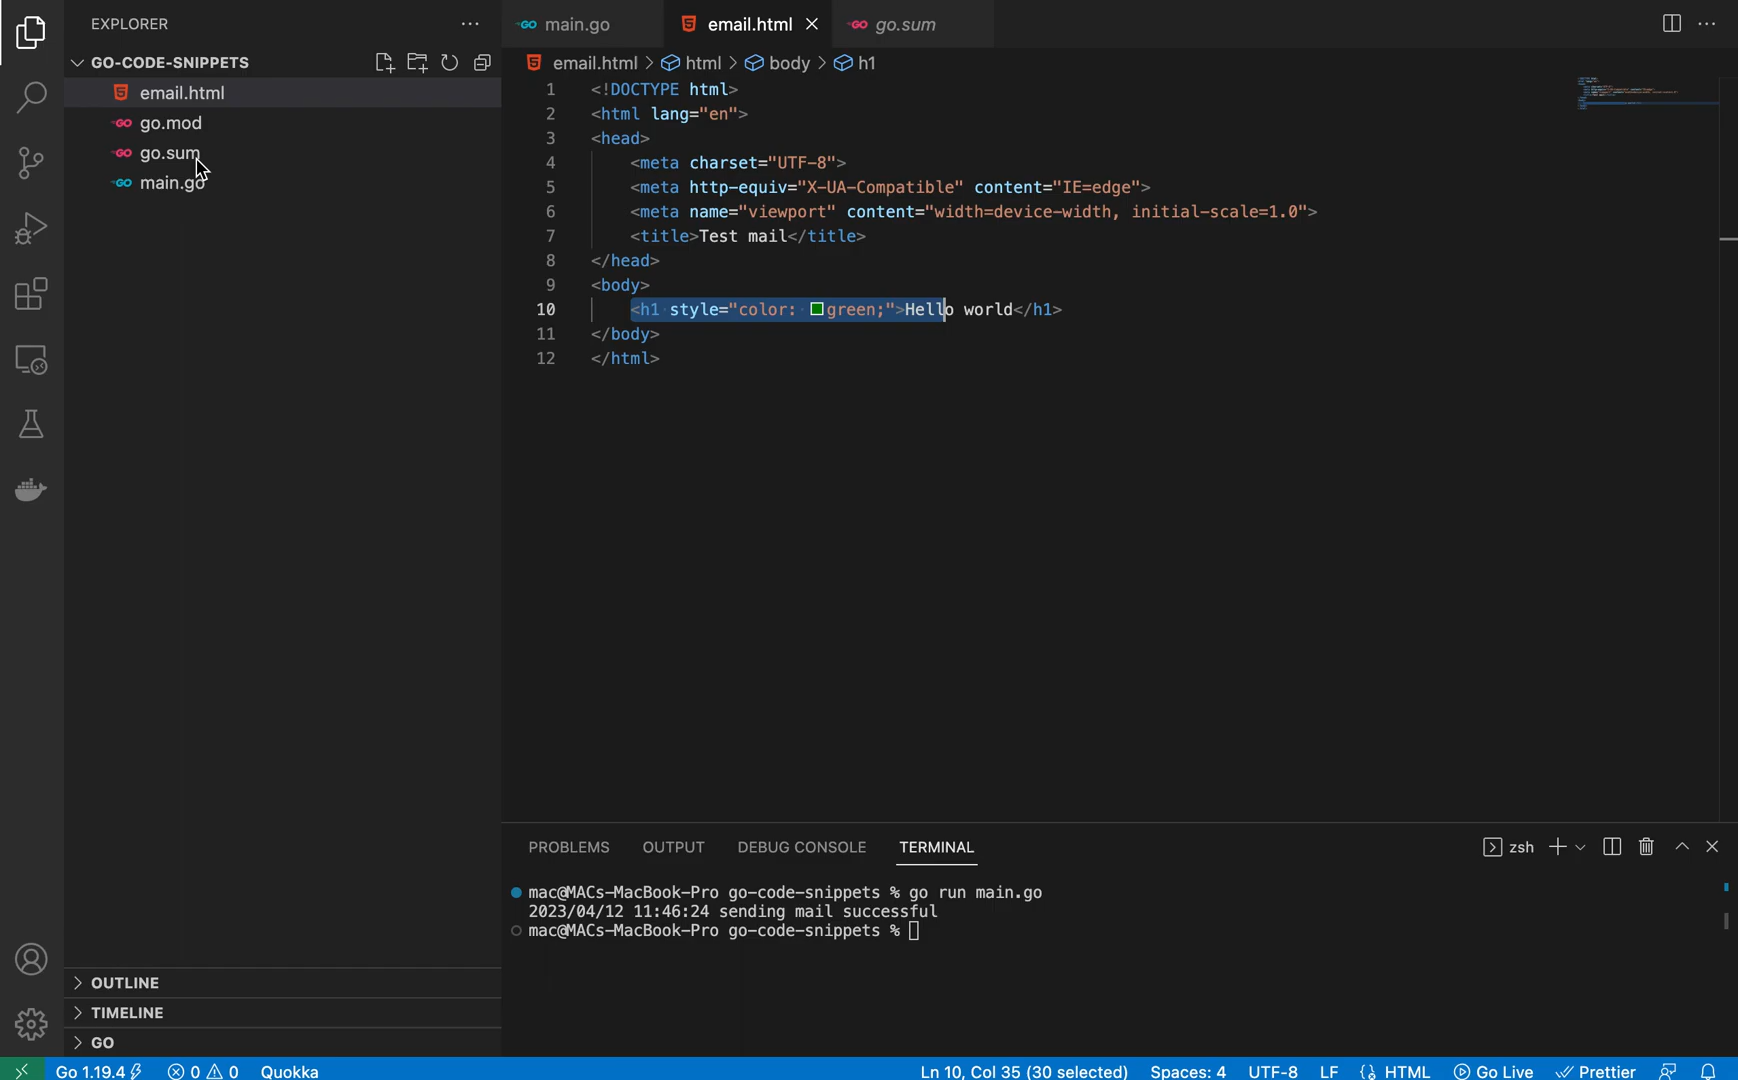 EXPLORER
GO-CODE-SNIPPETS
email.html
go.mod
go.sum
main.go
OUTLINE
TIMELINE
GO
main.go
email.html
go.sum
email.html > html > body > h1
1 <!DOCTYPE html>
2 <html lang="en">
3 <head>
4 <meta charset="UTF-8">
5 <meta http-equiv="X-UA-Compatible" content="IE=edge">
6 <meta name="viewport" content="width=device-width, initial-scale=1.0">
7 <title>Test mail</title>
8 </head>
9 <body>
10 <h1 style="color: green;">Hello world</h1>
11 </body>
12 </html>
PROBLEMS OUTPUT DEBUG CONSOLE TERMINAL
zsh
mac@MACs-MacBook-Pro go-code-snippets % go run main.go
2023/04/12 11:46:24 sending mail successful
mac@MACs-MacBook-Pro go-code-snippets %
Go 1.19.4 0 0 Quokka Ln 10, Col 35 (30 selected) Spaces: 4 UTF-8 LF HTML Go Live Prettier